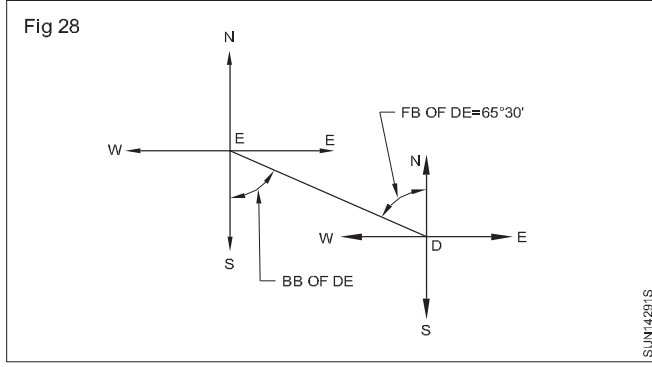 Fig 28
N
FB OF DE=65°30'
E
W
E
N
W
D
E
S
BB OF DE
S
SUN14291S